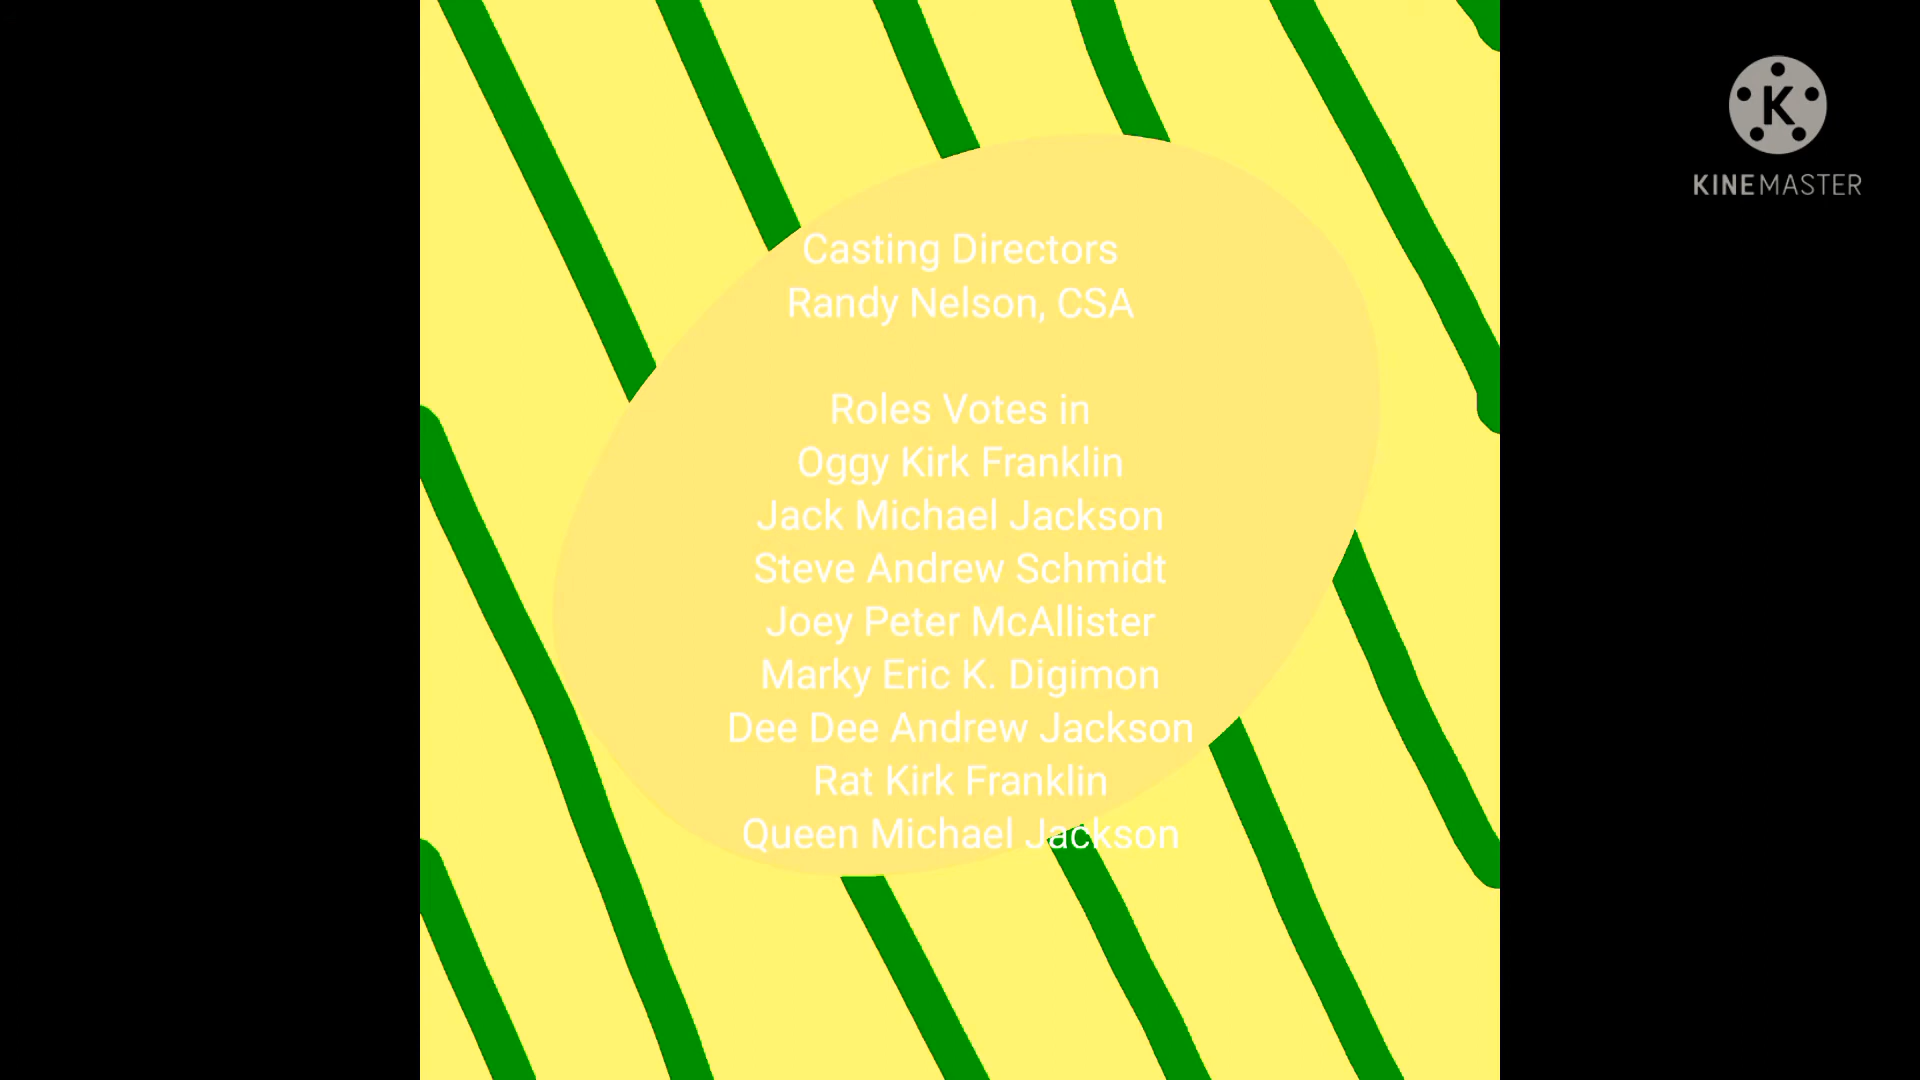 Casting Directors
Randy Nelson, CSA
Roles Votes in
Oggy Kirk Franklin
Jack Michael Jackson
Steve Andrew Schmidt
Joey Peter McAllister
Marky Eric K. Digimon
Dee Dee Andrew Jackson
Rat Kirk Franklin
Queen Michael Jackson
K
KINEMASTER